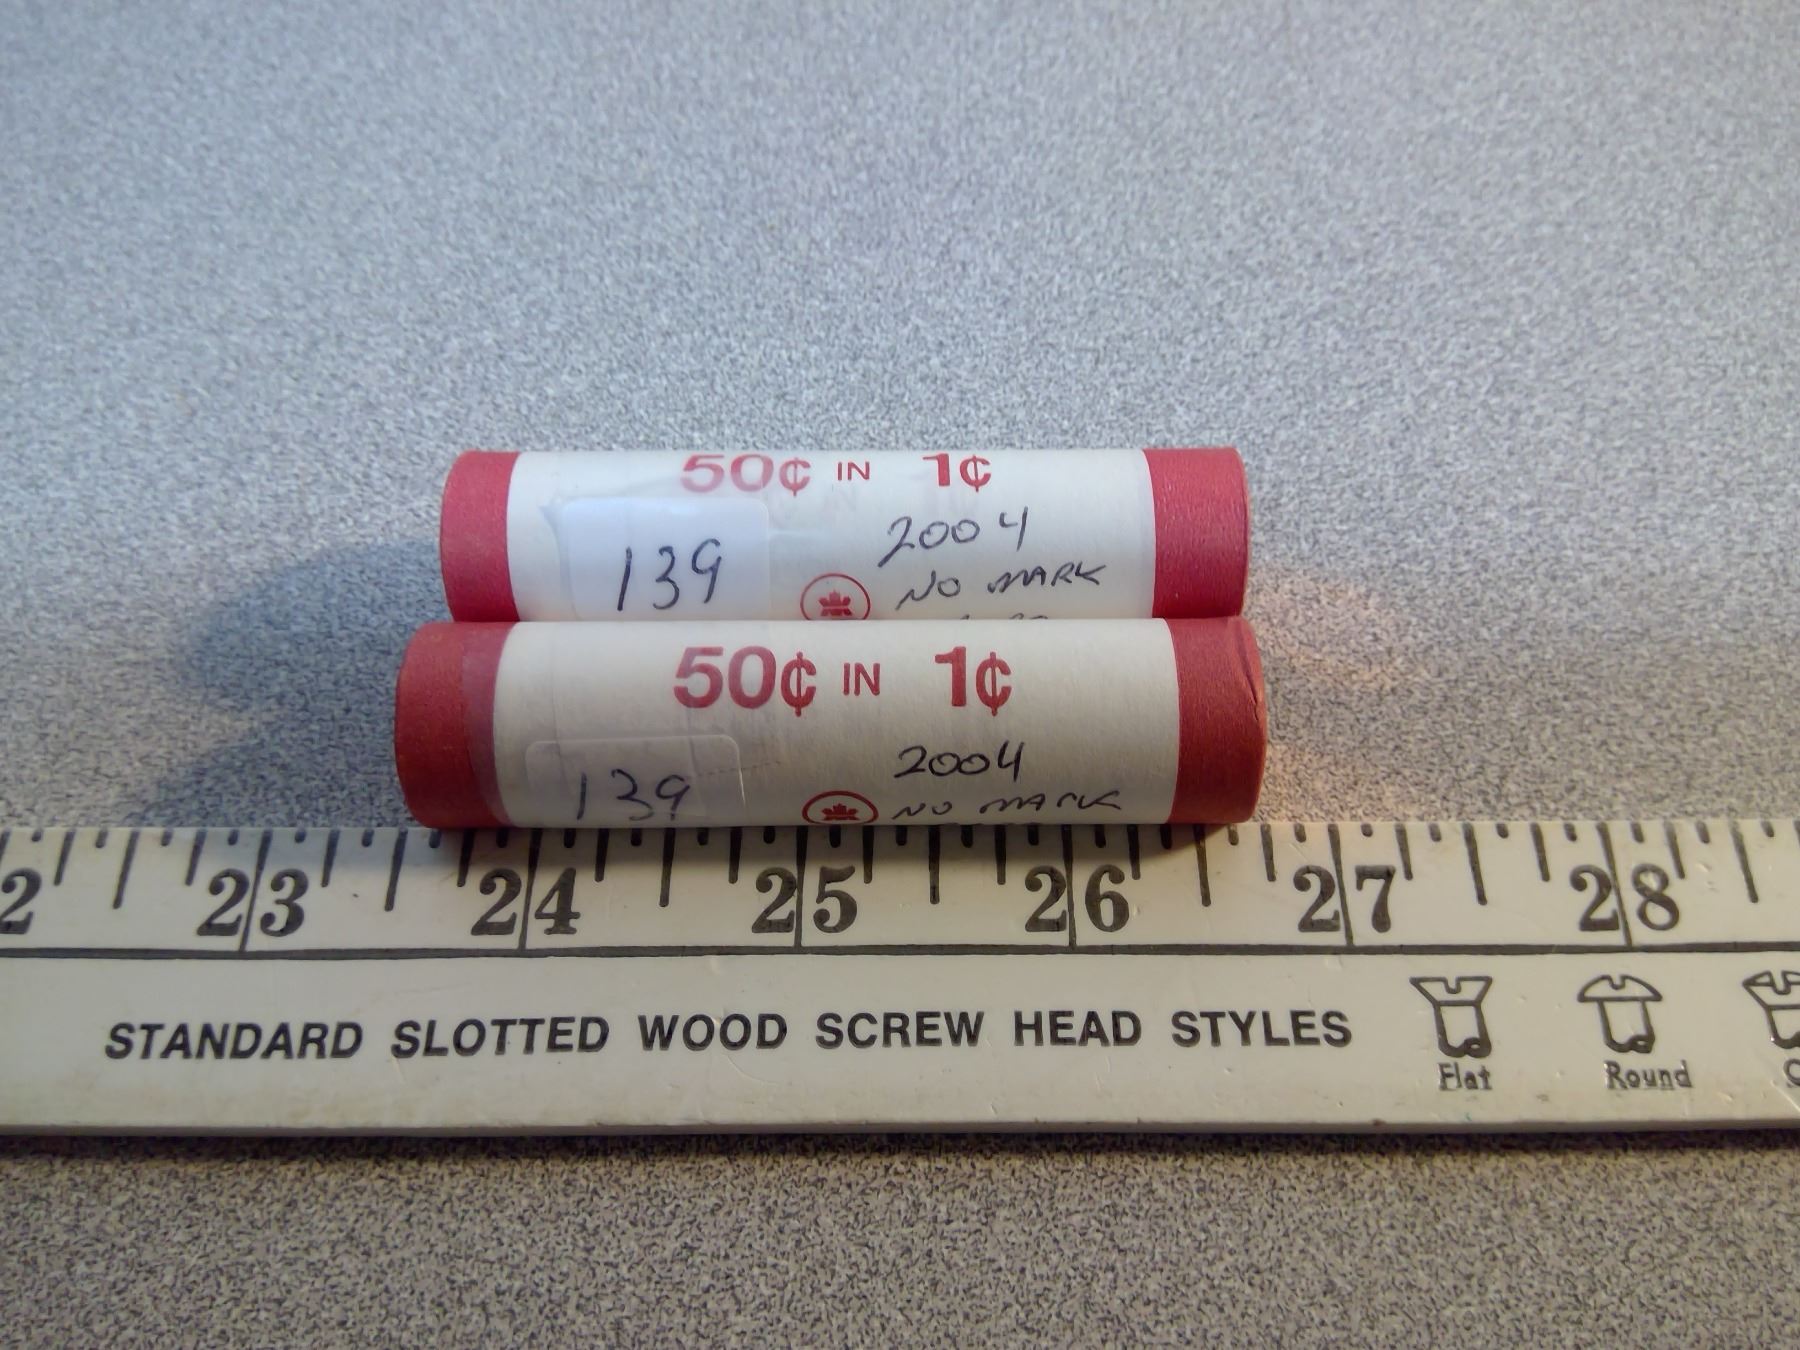 50¢ IN 1¢
2004
139
NO MARK
50¢ IN 1¢
2004
139
NO MARK
2 23 24 25 26 27 28
STANDARD SLOTTED WOOD SCREW HEAD STYLES
Flat Round